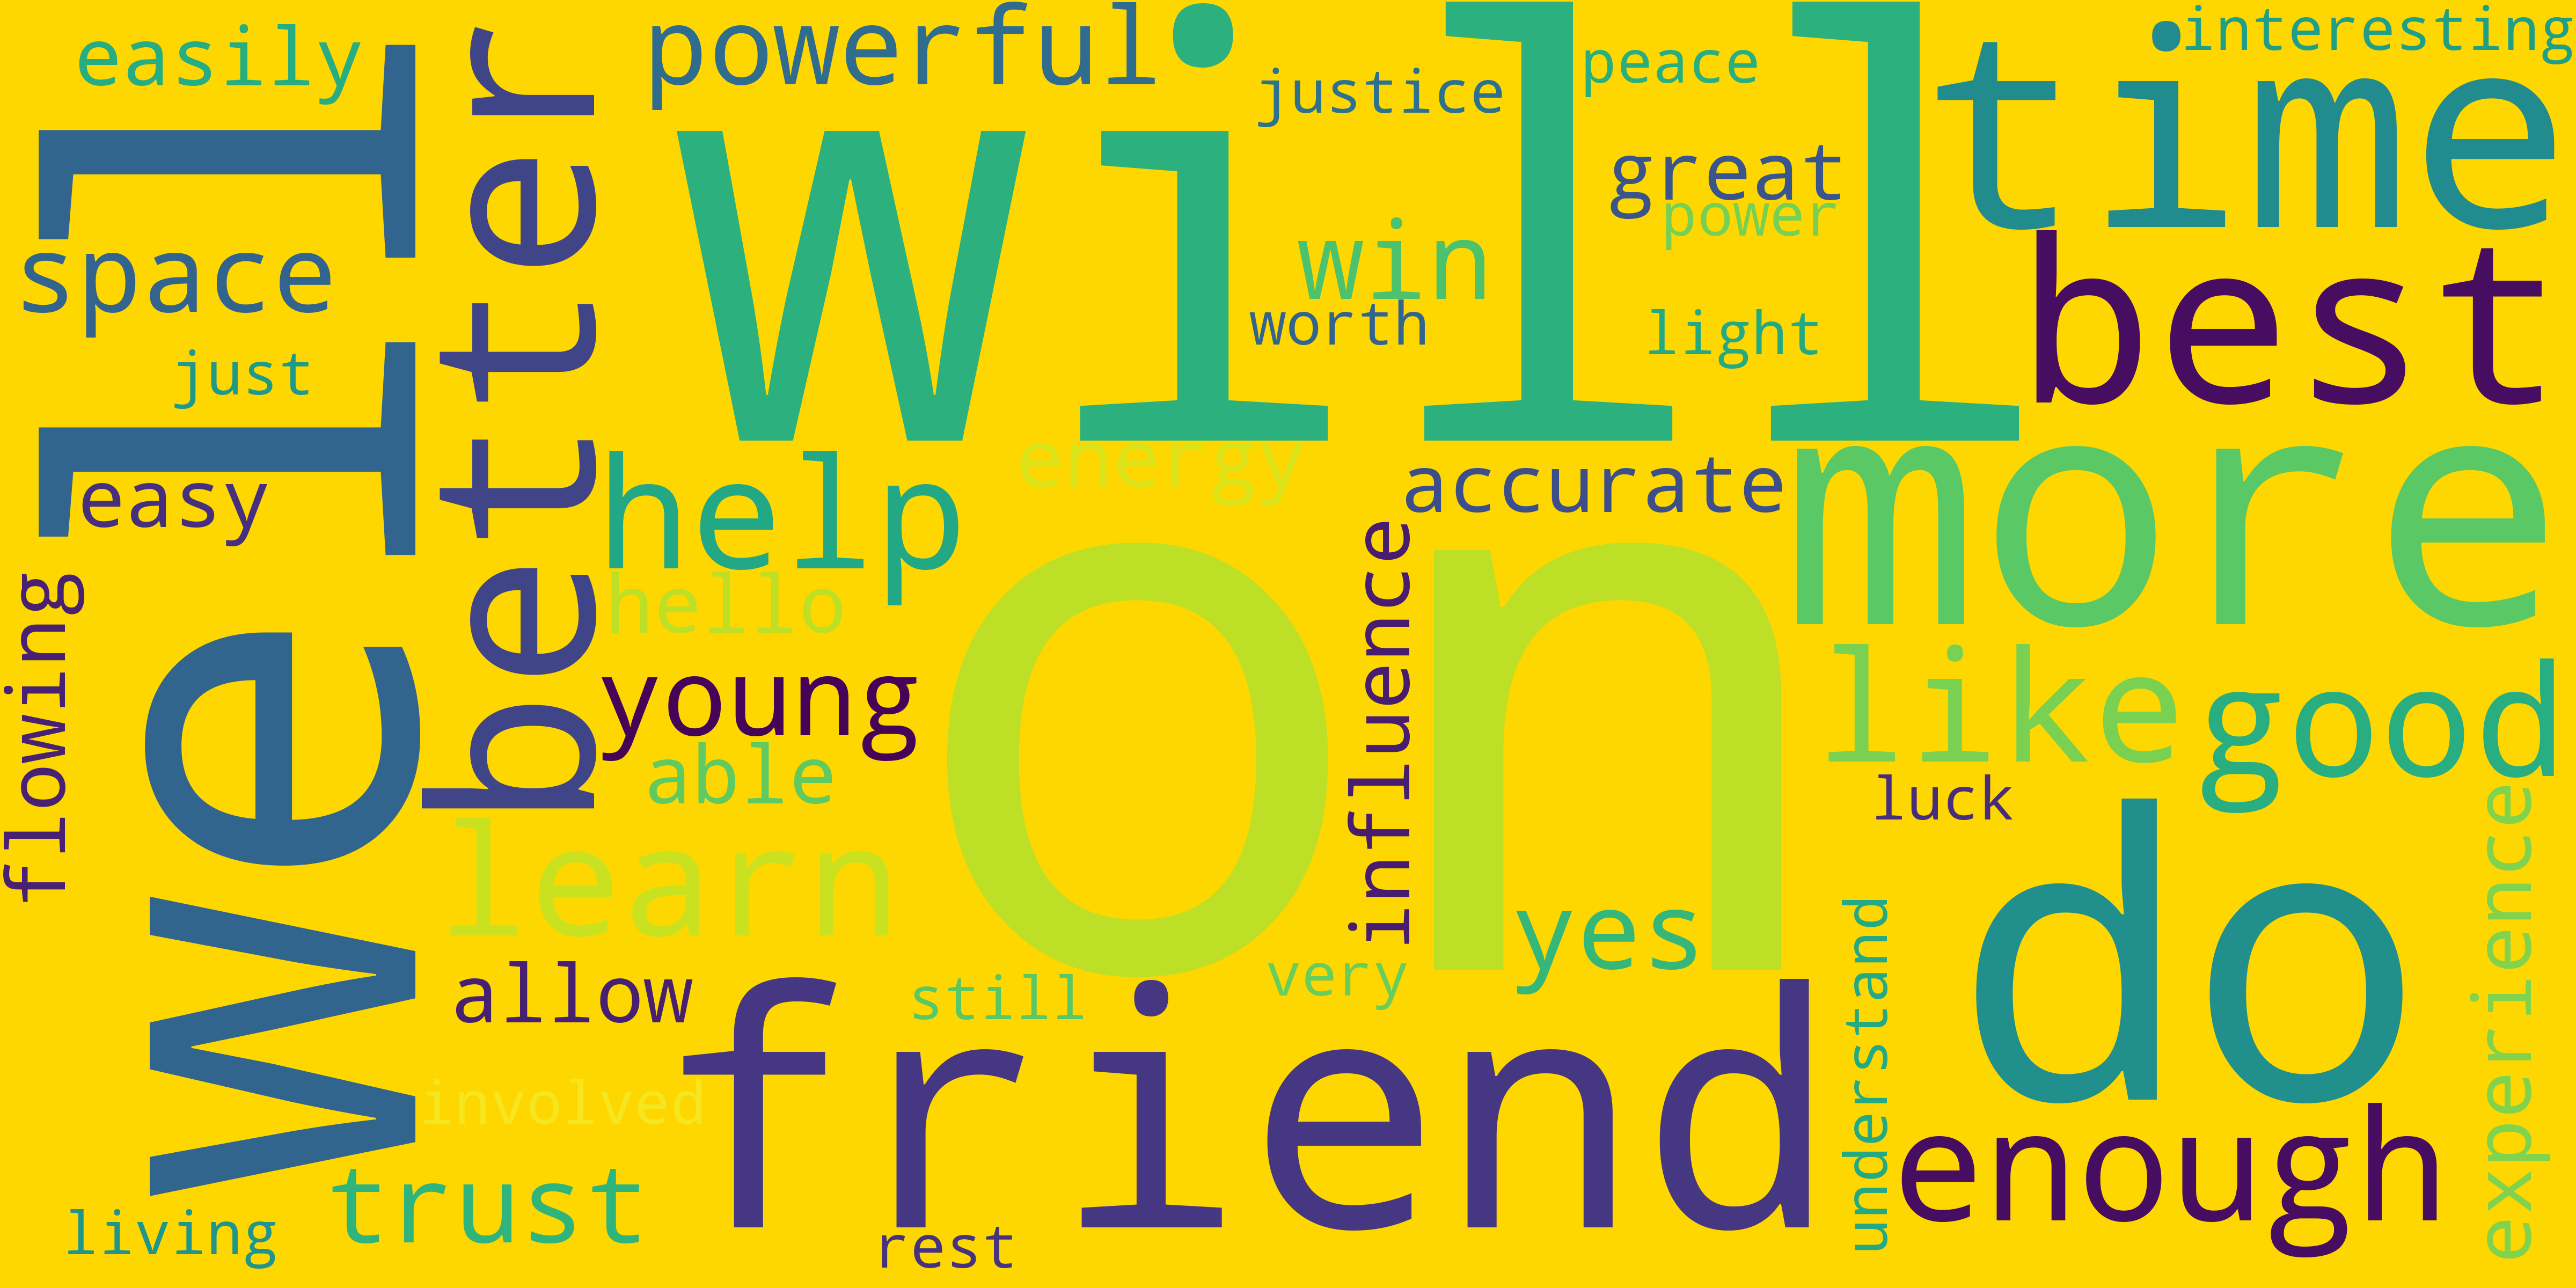 easily
powerful
will
justice
peace
time
interesting
well
better
great
power
space
win
worth
light
best
just
easy
help
energy
accurate
more
flowing
hello
influence
young
able
like
good
luck
on
learn
do
experience
allow
still
very
yes
understand
friend
involved
enough
trust
living
rest